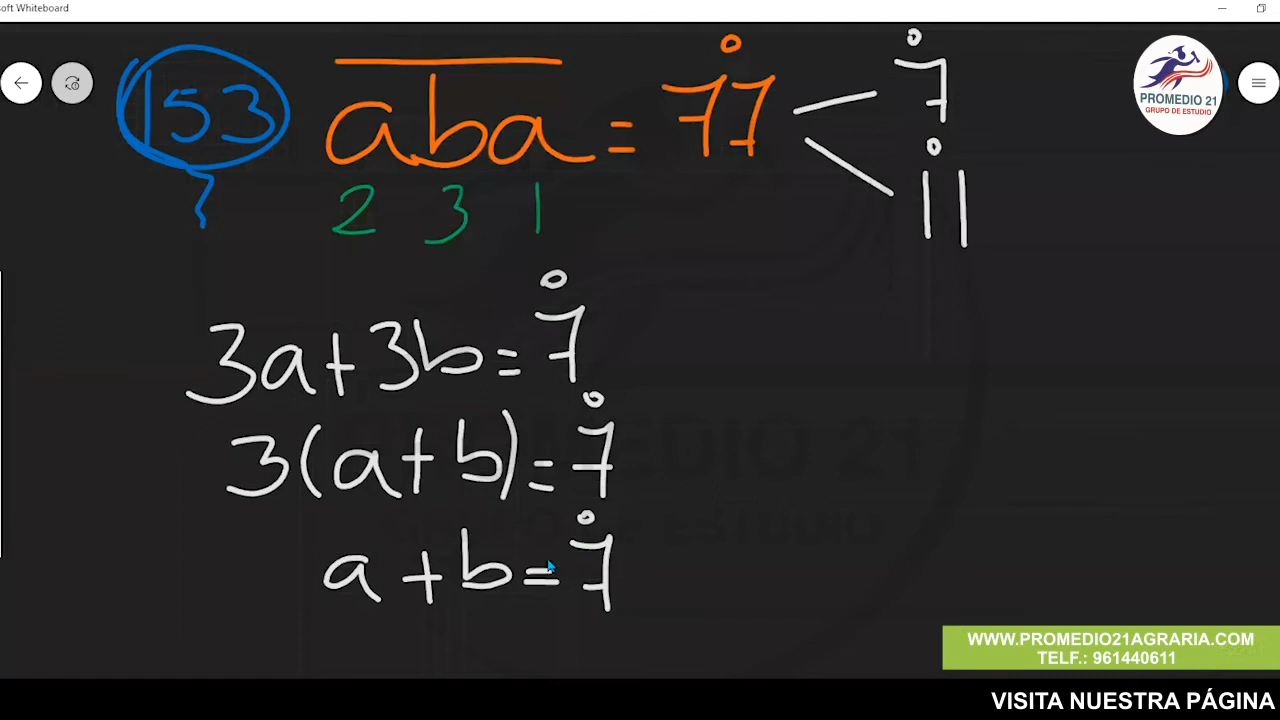 soft Whiteboard
153 aba = 77 7
?
2 3 1 11
3a+3b=7
3(a+b)=7
a+b=7
PROMEDIO 21
GRUPO DE ESTUDIO
WWW.PROMEDIO21AGRARIA.COM
TELF.: 961440611
VISITA NUESTRA PÁGINA